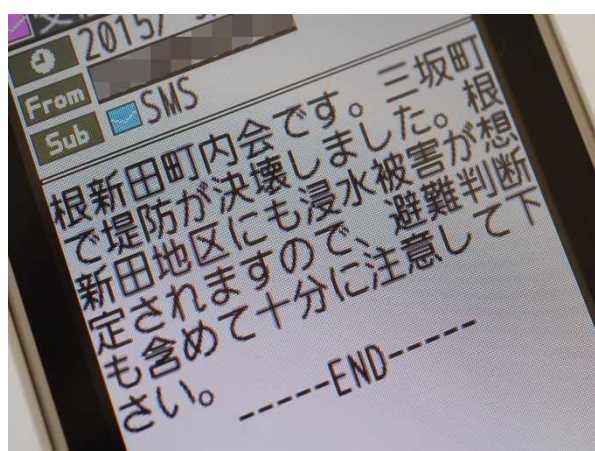 2015/
From
Sub SMS
根新田町内会です。三坂町
で堤防が決壊しました。根
新田地区にも浸水被害が想
定されますので、避難判断
も含めて十分に注意して下
さい。
-----END-----